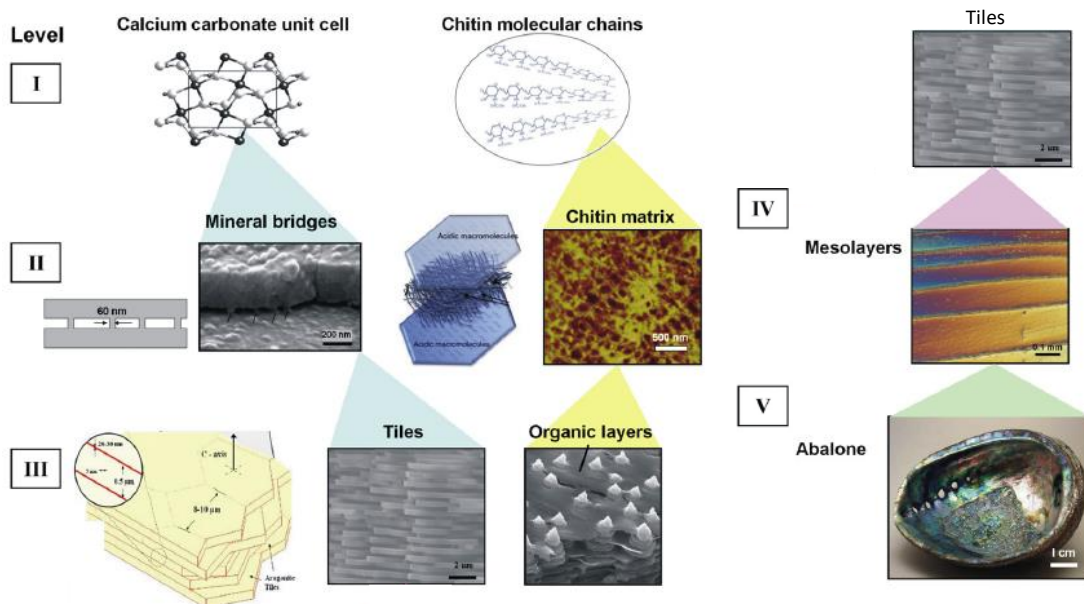 Level
Calcium carbonate unit cell
Chitin molecular chains
Tiles
I
2 um
Mineral bridges
Chitin matrix
IV
Acidic macromolecules
Mesolayers
II
60 nm
200 nm
500 nm
Acidic macromolecules
0.1 mm
V
Tiles
Organic layers
Abalone
III
C - axis
0.5 µm
8-10 µm
Aragonite
Tiles
2 um
1 cm